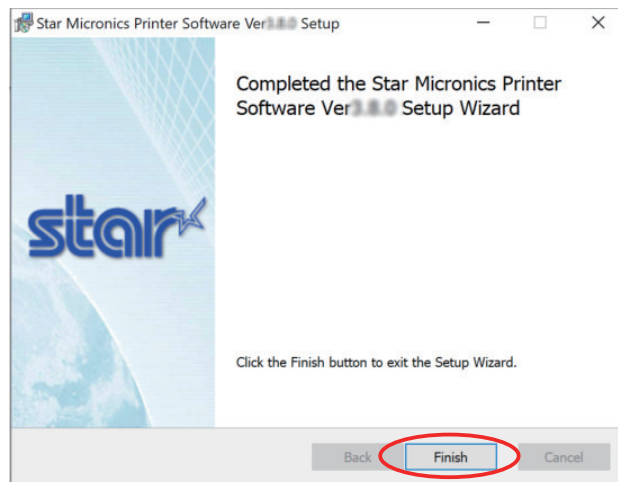 Star Micronics Printer Software Ver Setup
Completed the Star Micronics Printer
Software Ver Setup Wizard
star
Click the Finish button to exit the Setup Wizard.
Back
Finish
Cancel